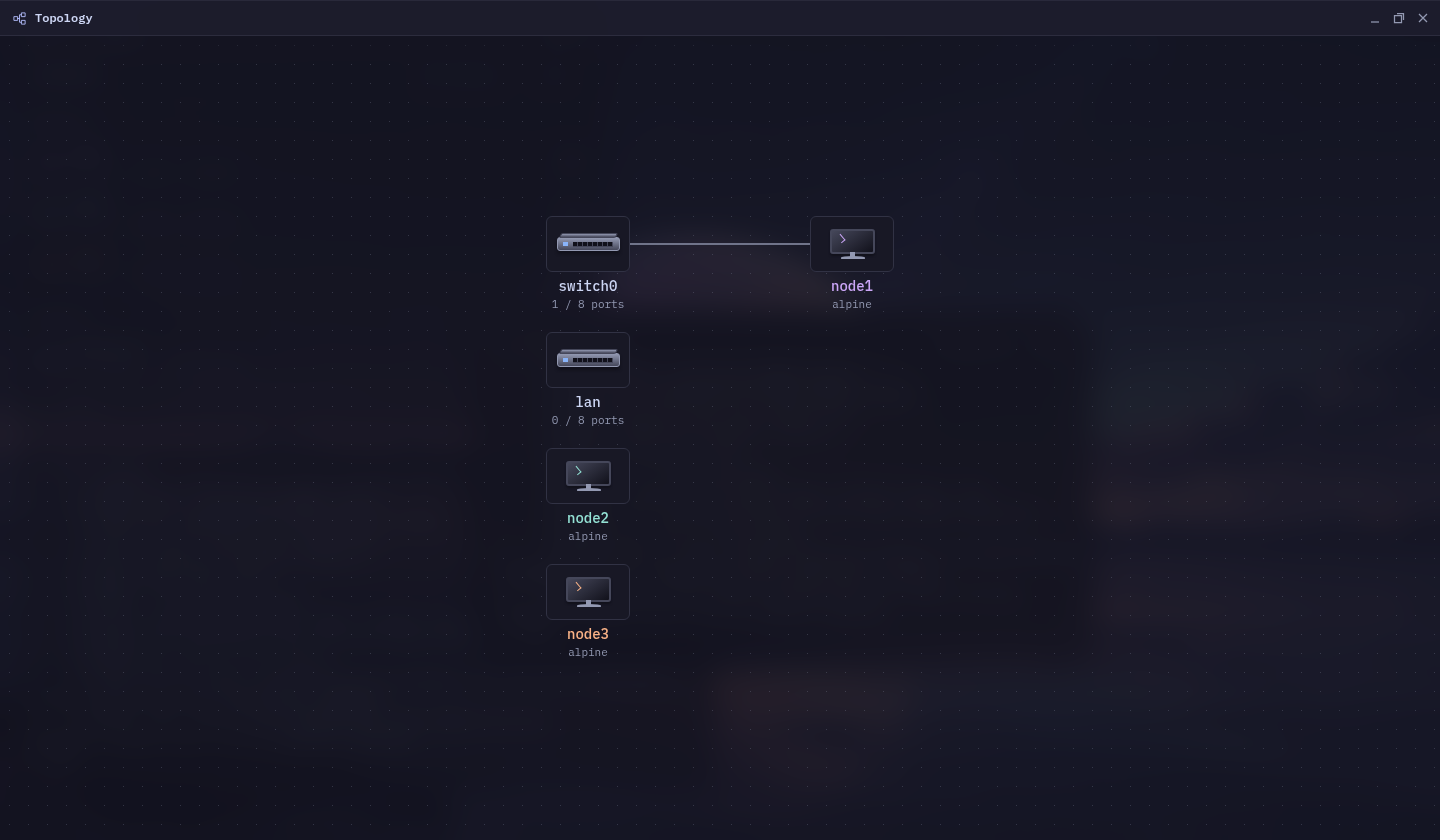 Topology
switch0
1 / 8 ports
node1
alpine
lan
0 / 8 ports
node2
alpine
node3
alpine